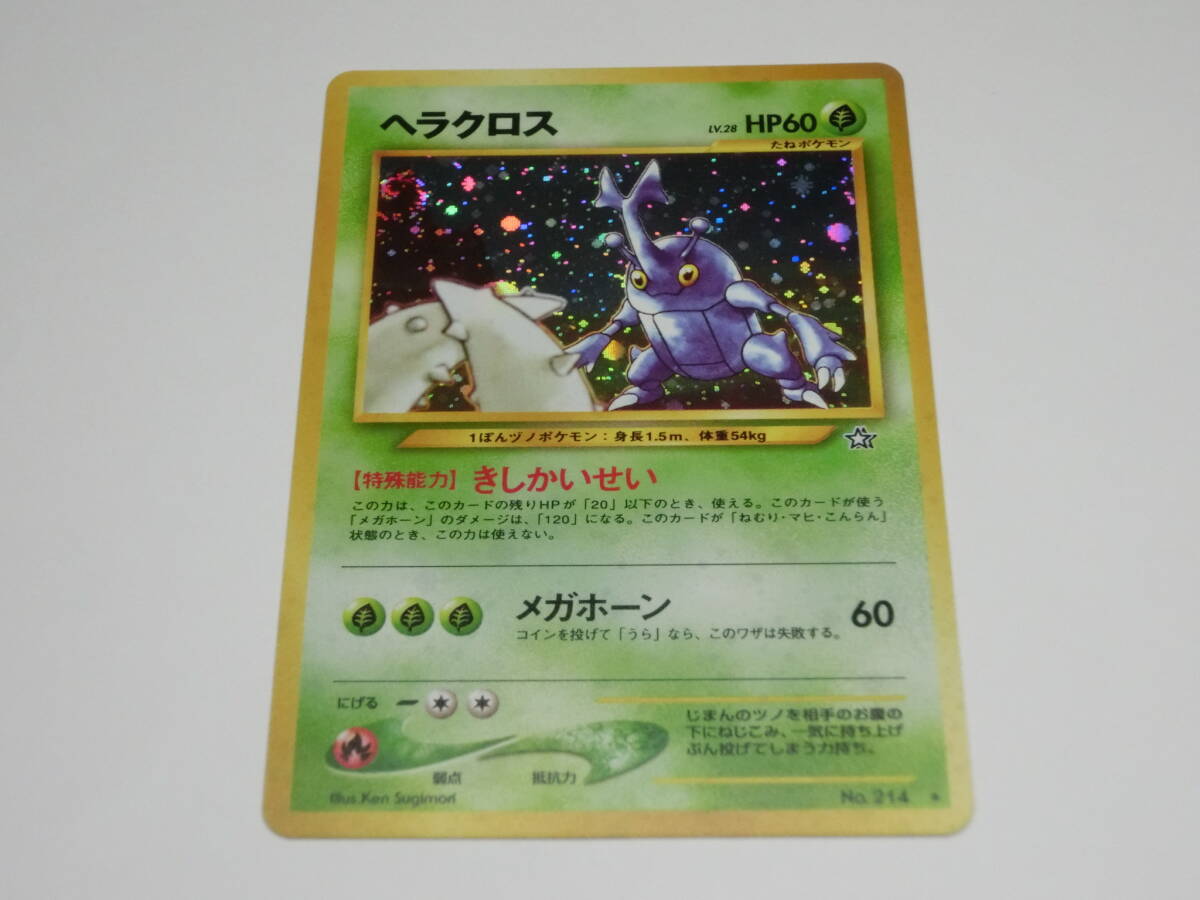 ヘラクロス
LV.28 HP60
たねポケモン
1ぽんヅノポケモン：身長1.5m、体重54kg
【特殊能力】きしかいせい
この力は、このカードの残りHPが「20」以下のとき、使える。このカードが使う
「メガホーン」のダメージは、「120」になる。このカードが「ねむり・マヒ・こんらん」
状態のとき、この力は使えない。
メガホーン 60
コインを投げて「うら」なら、このワザは失敗する。
にげる
じまんのツノを相手のお腹の
下にねじこみ、一気に持ち上げ
ぶん投げてしまう力持ち。
弱点 抵抗力
Illus. Ken Sugimori
No. 214